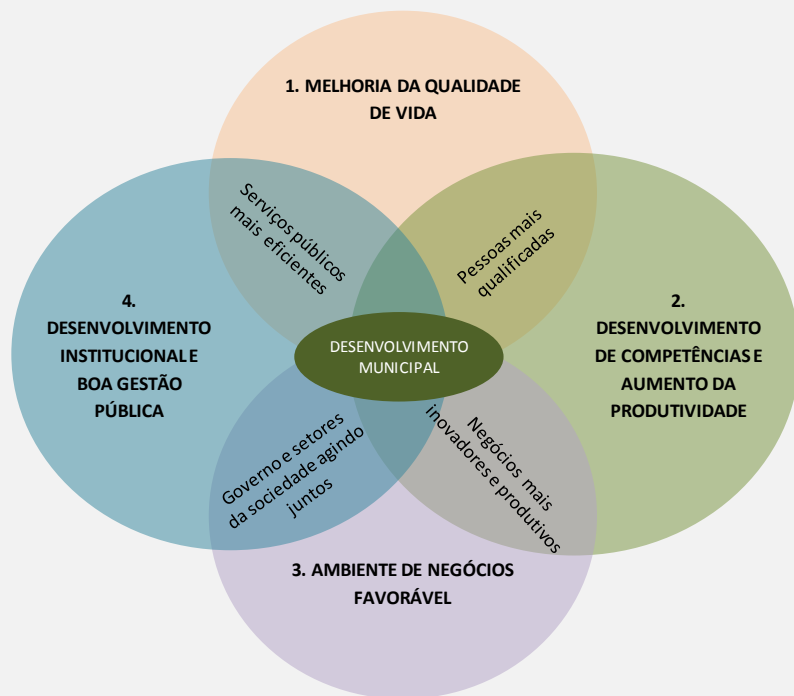 1. MELHORIA DA QUALIDADE
DE VIDA
Serviços públicos
mais eficientes
Pessoas mais
qualificadas
4.
DESENVOLVIMENTO
INSTITUCIONAL E
BOA GESTÃO
PÚBLICA
DESENVOLVIMENTO
MUNICIPAL
2.
DESENVOLVIMENTO
DE COMPETÊNCIAS E
AUMENTO DA
PRODUTIVIDADE
Governo e setores
da sociedade agindo
juntos
Negócios mais
inovadores e produtivos
3. AMBIENTE DE NEGÓCIOS
FAVORÁVEL